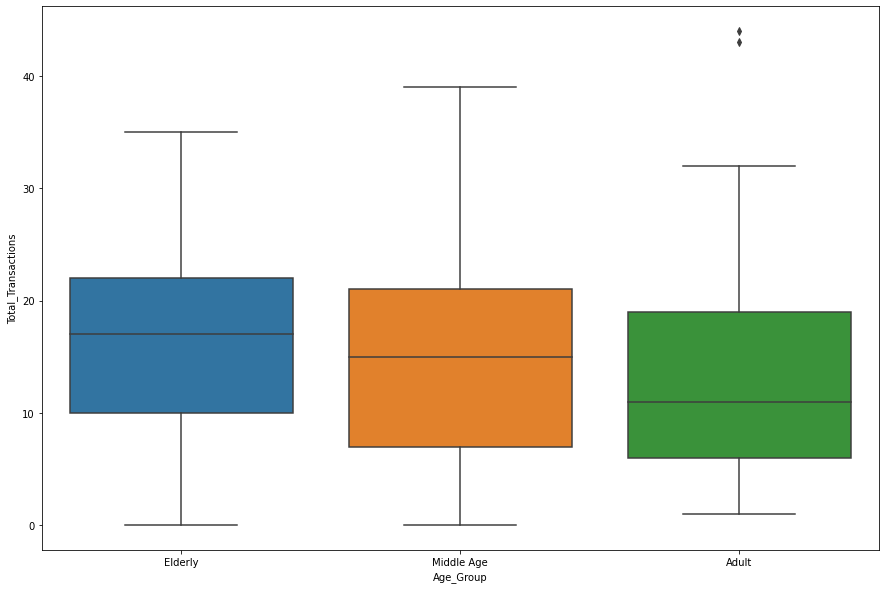 Total_Transactions
40
30
20
10
0
Elderly
Middle Age
Adult
Age_Group